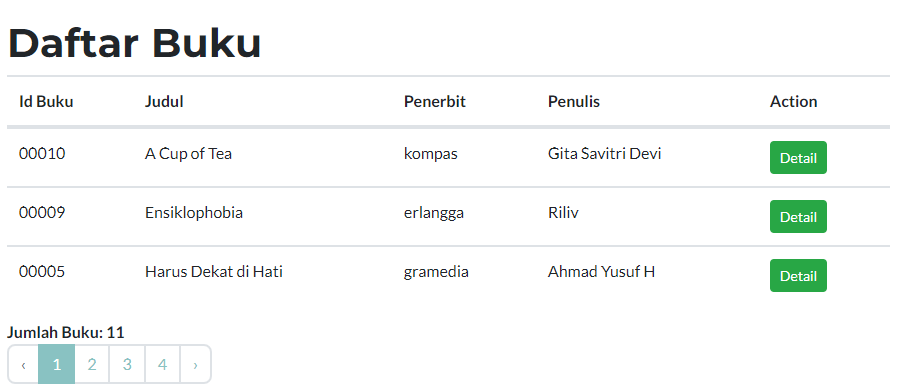 Daftar Buku
Id Buku Judul Penerbit Penulis Action
00010 A Cup of Tea kompas Gita Savitri Devi Detail
00009 Ensiklophobia erlangga Riliv Detail
00005 Harus Dekat di Hati gramedia Ahmad Yusuf H Detail
Jumlah Buku: 11
‹ 1 2 3 4 ›